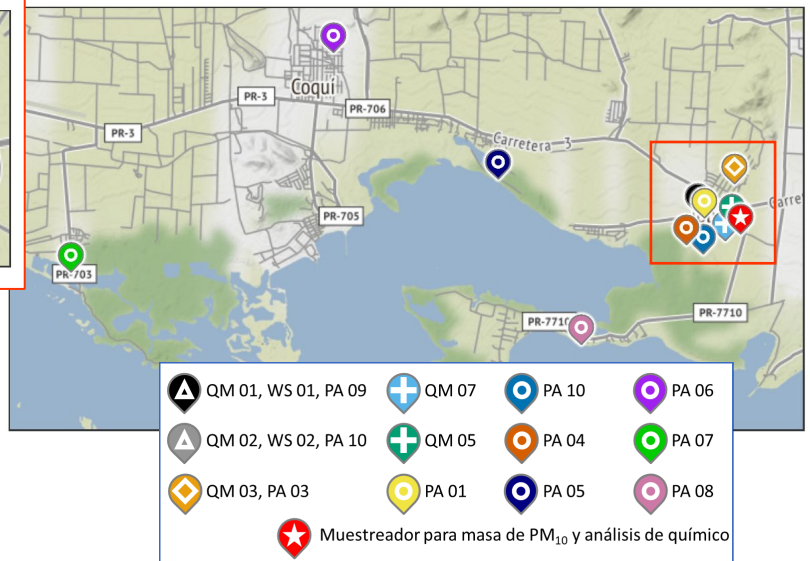 Coquí
PR-3
PR-706
PR-3
Carretera 3
PR-705
PR-703
PR-7710
QM 01, WS 01, PA 09
QM 07
PA 10
PA 06
QM 02, WS 02, PA 10
QM 05
PA 04
PA 07
QM 03, PA 03
PA 01
PA 05
PA 08
Muestreador para masa de PM₁₀ y análisis de químico